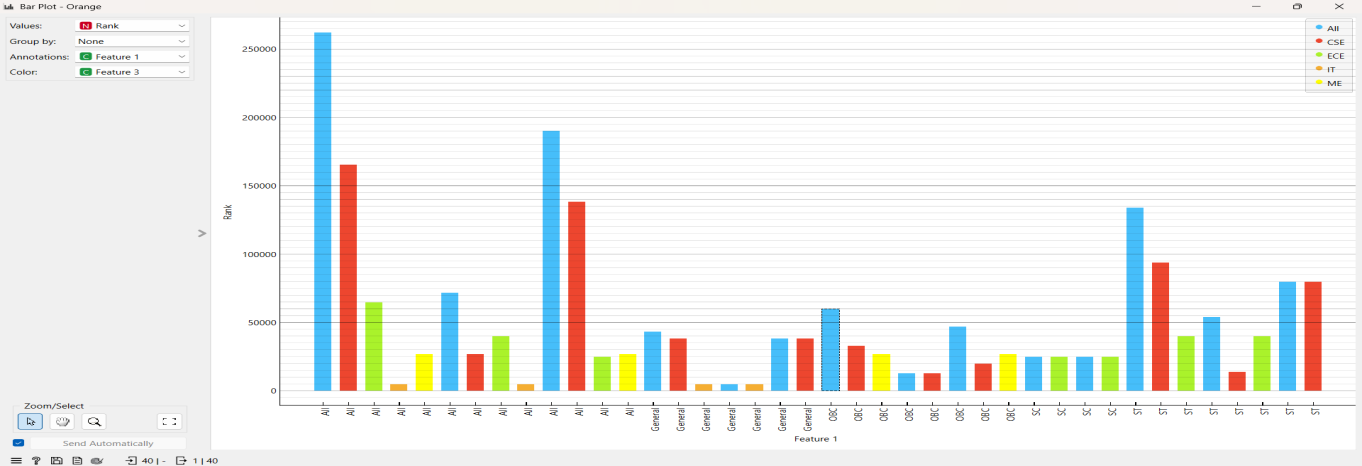 Bar Plot - Orange
Values: N Rank
Group by: None
Annotations: C Feature 1
Color: C Feature 3
>
Zoom/Select
Send Automatically
? 40 | - 1 | 40
Rank
250000
200000
150000
100000
50000
0
All All All All All All All All All All All All All General General General General General General General OBC OBC OBC OBC OBC OBC OBC OBC SC SC SC SC ST ST ST ST ST ST ST ST
Feature 1
All
CSE
ECE
IT
ME